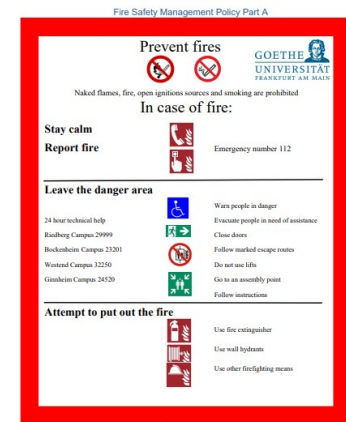 Fire Safety Management Policy Part A
Prevent fires
GOETHE
UNIVERSITÄT
FRANKFURT AM MAIN
Naked flames, fire, open ignitions sources and smoking are prohibited
In case of fire:
Stay calm
Report fire
Emergency number 112
Leave the danger area
Warn people in danger
24 hour technical help
Evacuate people in need of assistance
Riedberg Campus 29999
Close doors
Bockenheim Campus 23201
Follow marked escape routes
Westend Campus 32250
Do not use lifts
Ginnheim Campus 24520
Go to an assembly point
Follow instructions
Attempt to put out the fire
Use fire extinguisher
Use wall hydrants
Use other firefighting means